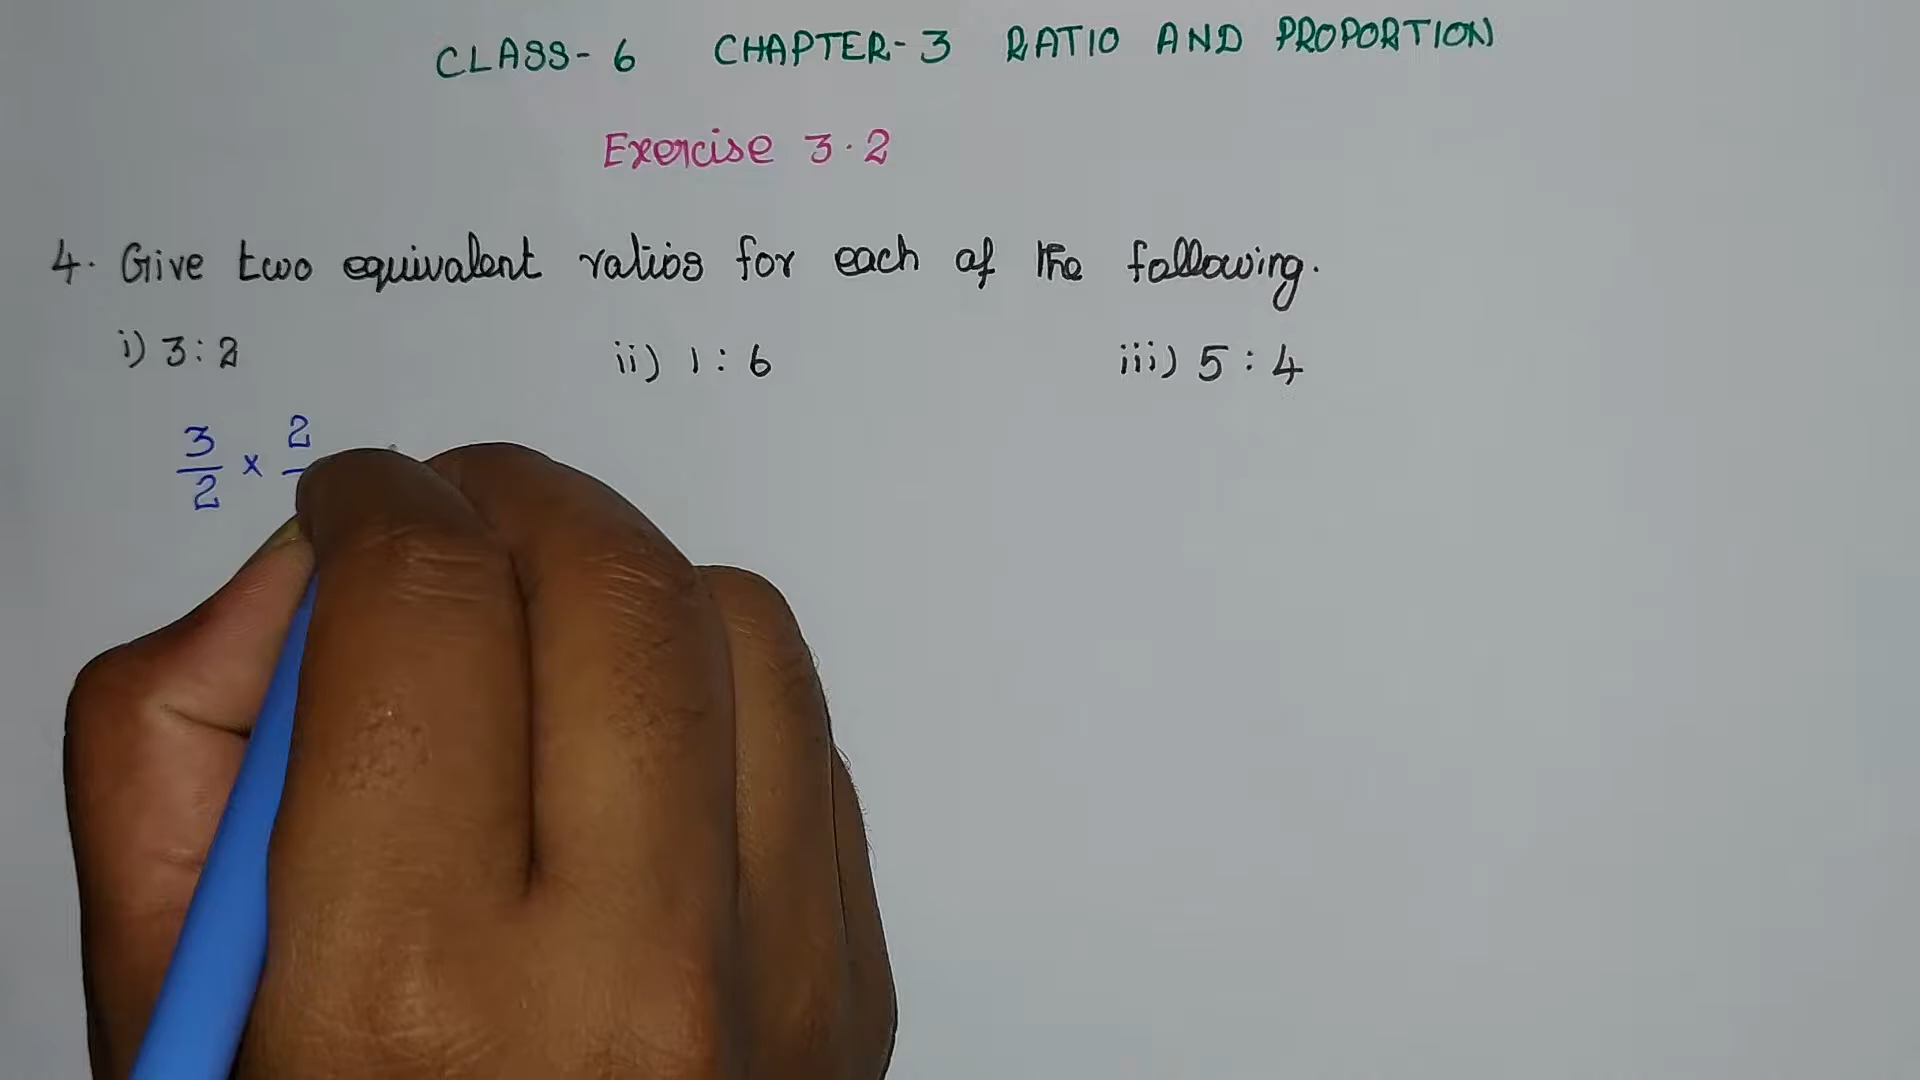 CLASS-6 CHAPTER-3 RATIO AND PROPORTION
Exercise 3.2
4. Give two equivalent ratios for each of the following.
i) 3:2 ii) 1 : 6 iii) 5 : 4
3/2 × 2/